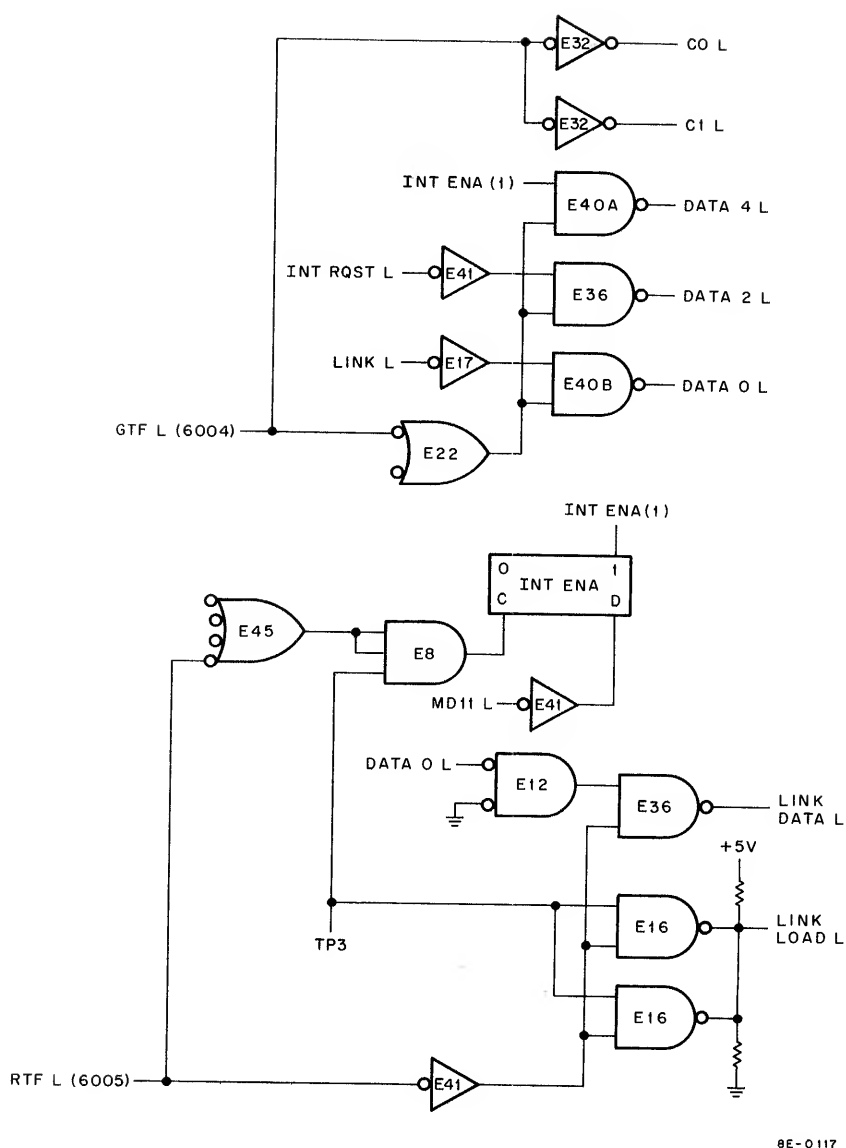 E32
C0 L
E32
C1 L
INT ENA (1)
E40A
DATA 4 L
INT RQST L
E41
E36
DATA 2 L
LINK L
E17
E40B
DATA 0 L
GTF L (6004)
E22
INT ENA(1)
0
1
INT ENA
C
D
E45
E8
MD11 L
E41
DATA 0 L
E12
E36
LINK
DATA L
+5V
E16
LINK
LOAD L
TP3
E16
RTF L (6005)
E41
8E-0117